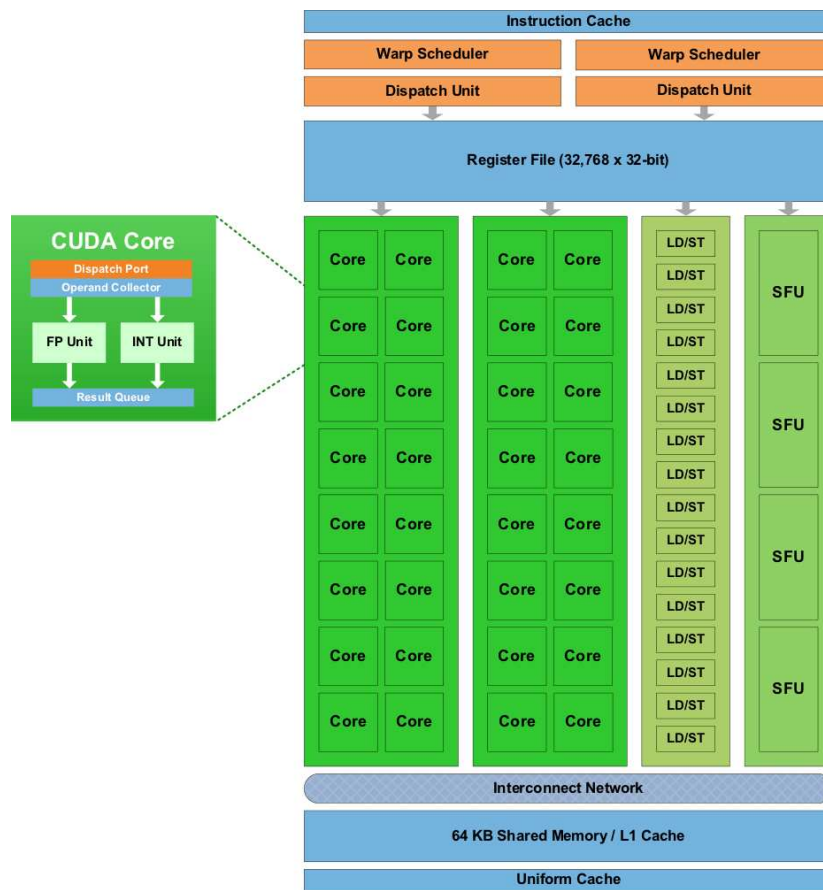 Instruction Cache
Warp Scheduler Warp Scheduler
Dispatch Unit Dispatch Unit
Register File (32,768 x 32-bit)
CUDA Core
Dispatch Port
Operand Collector
FP Unit INT Unit
Result Queue
Core Core Core Core LD/ST
LD/ST SFU
Core Core Core Core LD/ST
LD/ST
Core Core Core Core LD/ST
LD/ST SFU
Core Core Core Core LD/ST
LD/ST
Core Core Core Core LD/ST
LD/ST SFU
Core Core Core Core LD/ST
LD/ST
Core Core Core Core LD/ST
LD/ST SFU
Core Core Core Core LD/ST
LD/ST
Interconnect Network
64 KB Shared Memory / L1 Cache
Uniform Cache